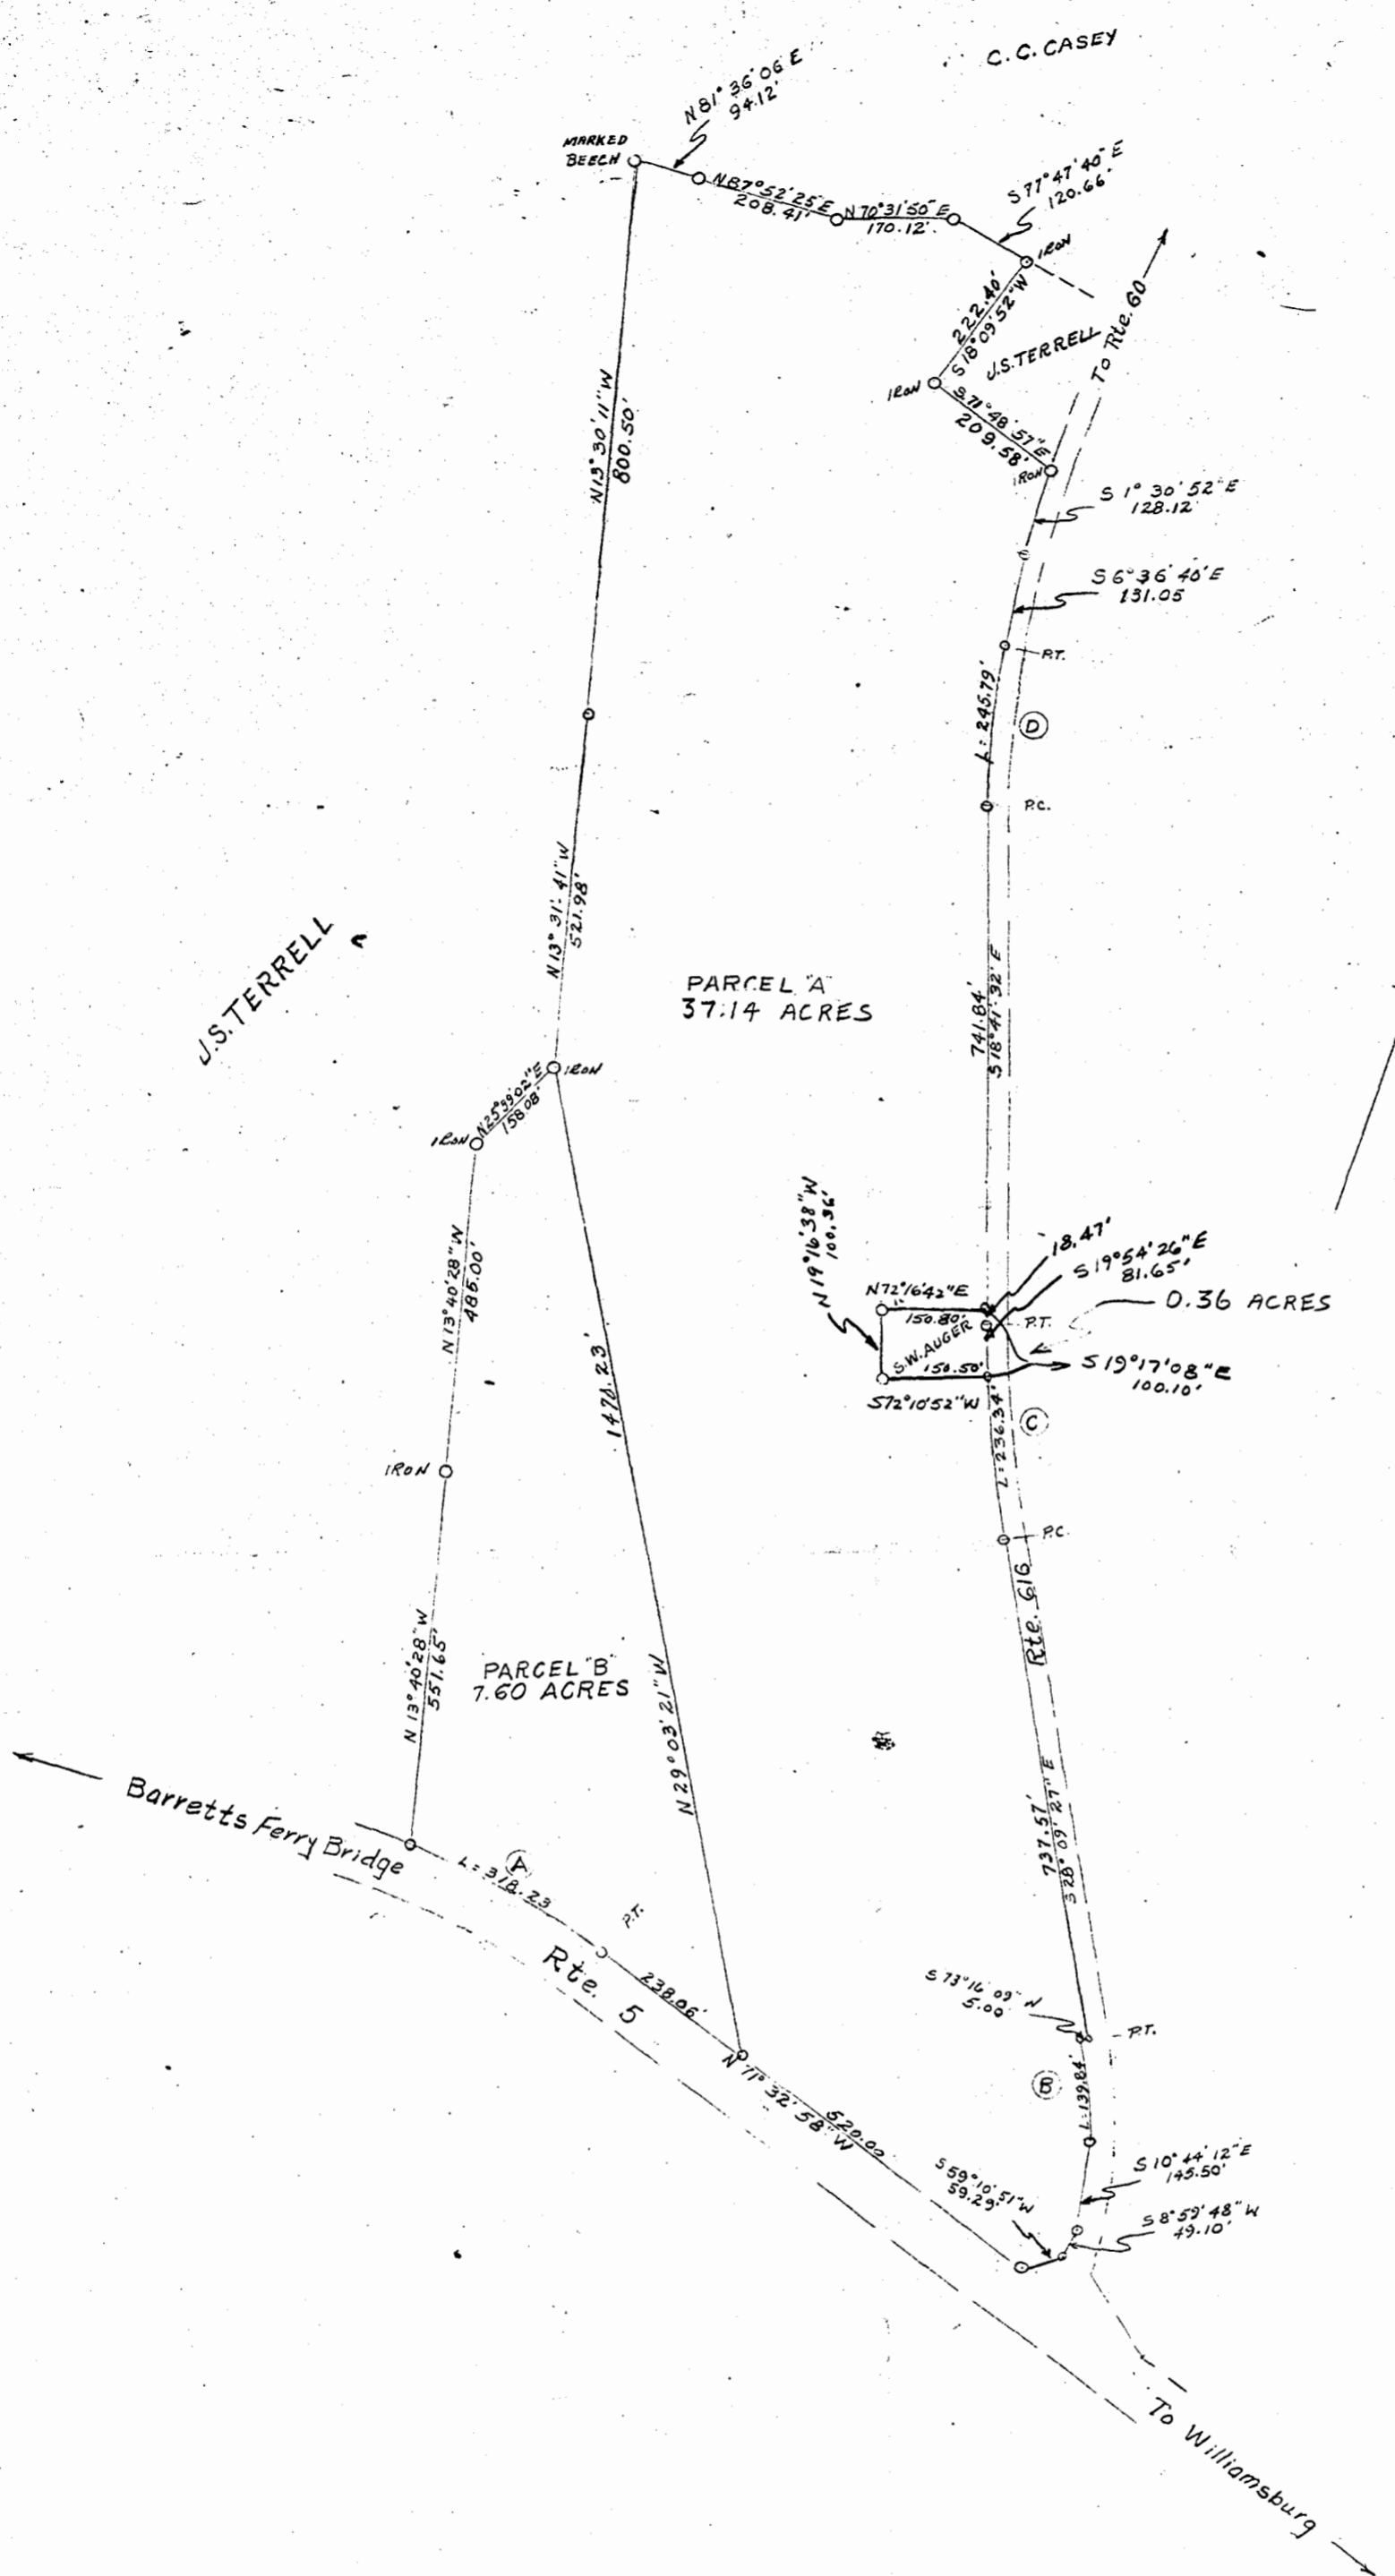 C. C. CASEY
N 81° 36' 06" E
94.12'
MARKED
BEECH
N 87° 52' 25" E
208.41'
N 70° 31' 50" E
170.12'
S 77° 47' 40" E
120.66'
IRON
222.40'
S 18° 09' 52" W
J.S. TERRELL
To Rte. 60
IRON
S 71° 48' 57" E
209.58'
IRON
S 1° 30' 52" E
128.12'
S 6° 36' 40" E
131.05
P.T.
L = 245.79'
D
P.C.
N 13° 30' 11" W
800.50'
N 13° 31' 41" W
521.98'
J.S. TERRELL
PARCEL "A"
37.14 ACRES
741.84'
S 18° 41' 32" E
IRON
N 25° 39' 02" E
158.08'
IRON
N 19° 16' 38" W
100.36'
18.47'
S 19° 54' 26" E
81.65'
0.36 ACRES
N 72° 16' 42" E
150.80'
P.T.
S.W. AUGER
150.50'
S 72° 10' 52" W
S 19° 17' 08" E
100.10'
N 13° 40' 28" W
485.00'
C
L = 236.34'
IRON
P.C.
Rte. 616
N 13° 40' 28" W
551.65'
PARCEL "B"
7.60 ACRES
N 29° 03' 21" W
737.57'
S 28° 09' 27" E
Barretts Ferry Bridge
A
L = 318.23
P.T.
Rte. 5
238.06'
S 73° 16' 09" W
5.00'
P.T.
B
L = 139.84'
N 71° 32' 58" W
520.00
S 59° 10' 51" W
59.29'
S 10° 44' 12" E
145.50'
S 8° 59' 48" W
49.10'
To Williamsburg